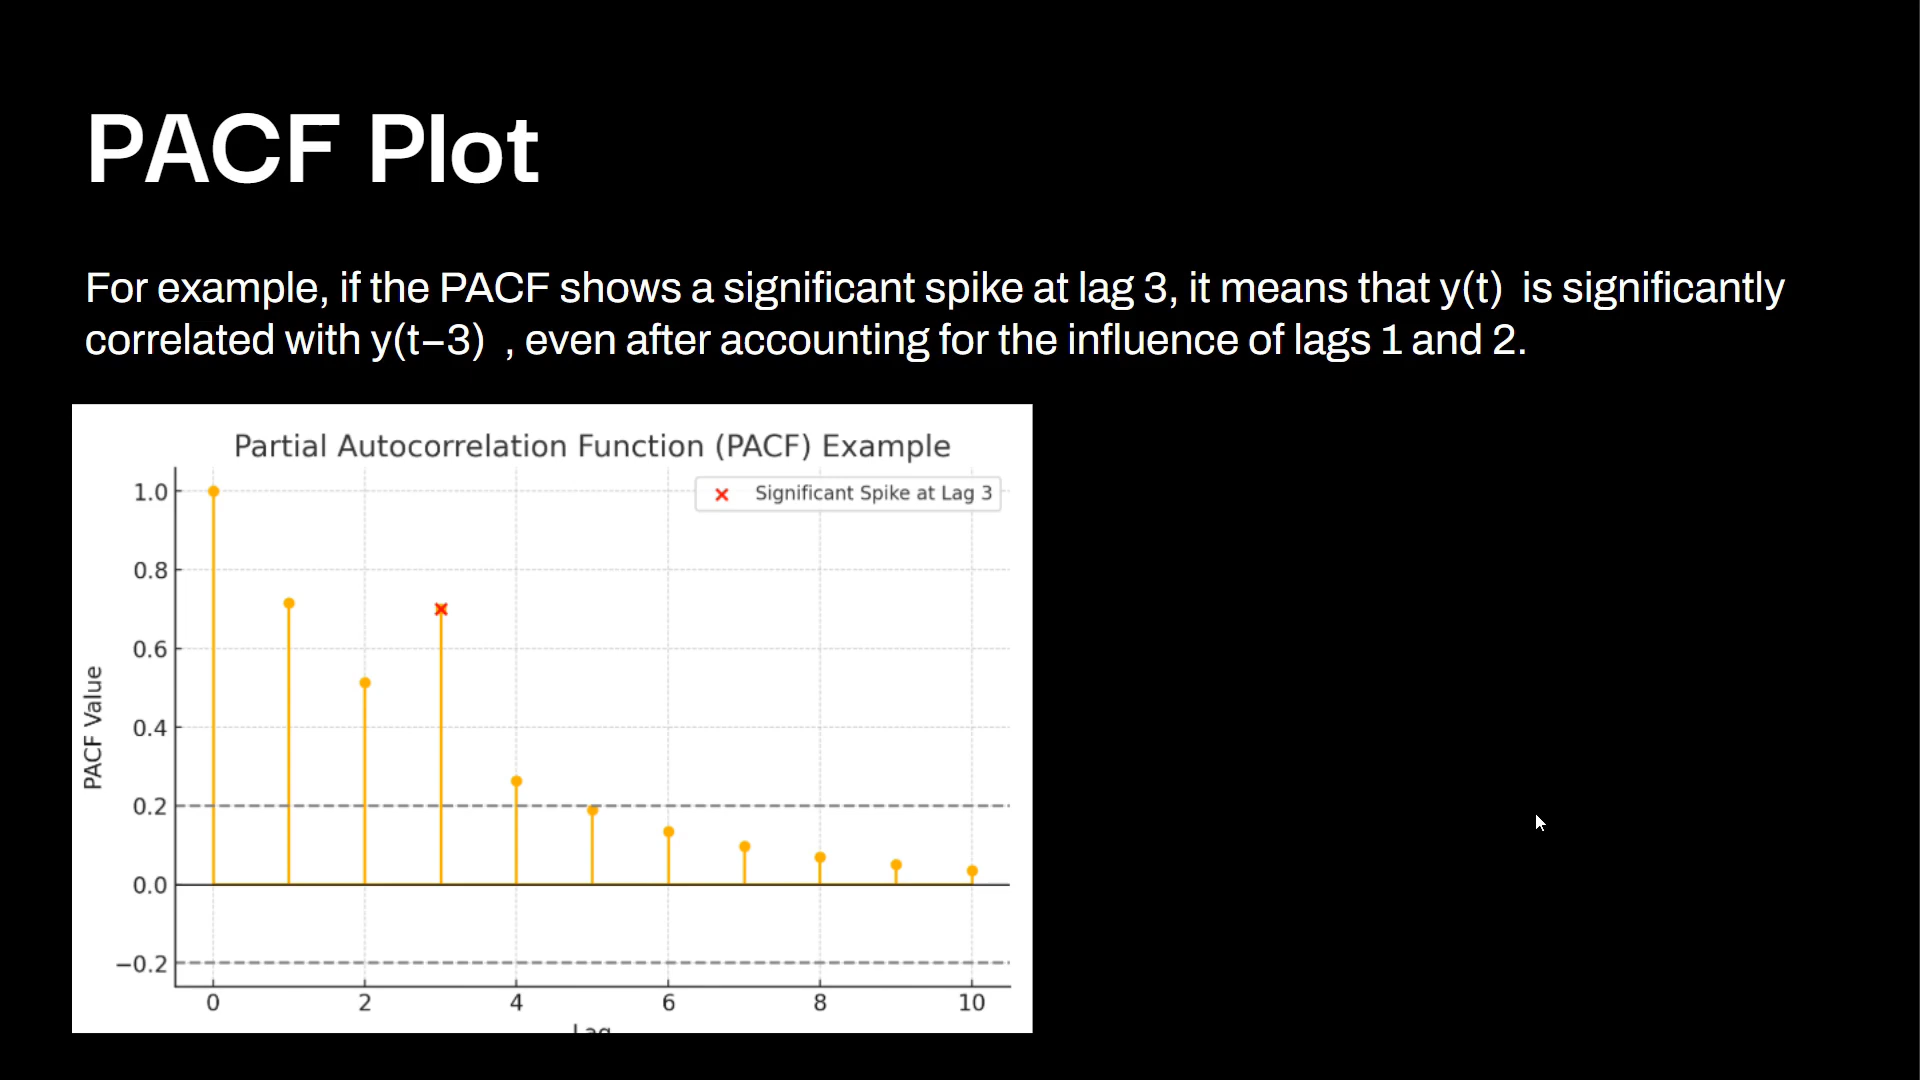 PACF Plot
For example, if the PACF shows a significant spike at lag 3, it means that y(t) is significantly
correlated with y(t−3) , even after accounting for the influence of lags 1 and 2.
Partial Autocorrelation Function (PACF) Example
Significant Spike at Lag 3
PACF Value
1.0
0.8
0.6
0.4
0.2
0.0
−0.2
0 2 4 6 8 10
Lag